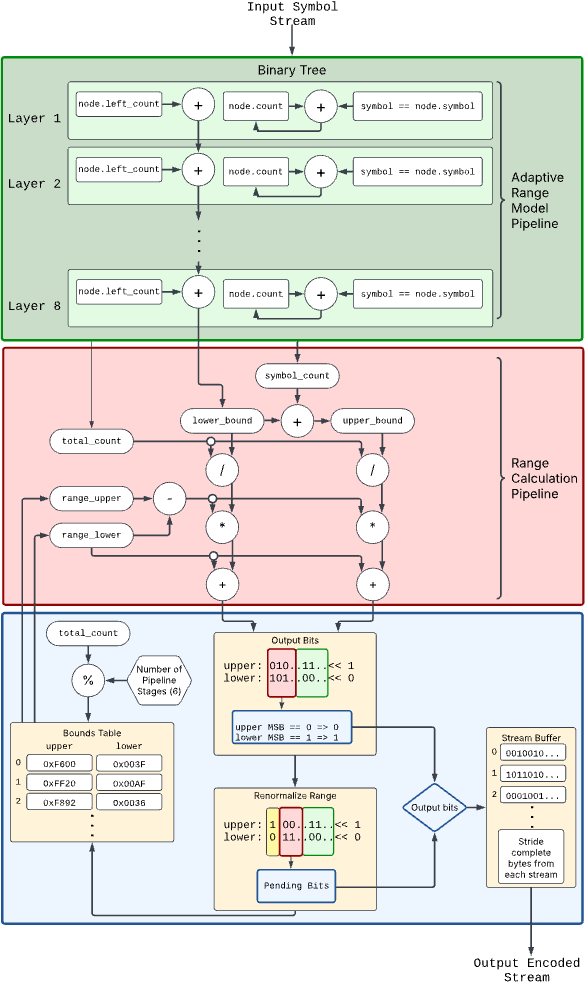 Input Symbol
Stream
Binary Tree
Layer 1
node.left_count
+
node.count
+
symbol == node.symbol
Layer 2
node.left_count
+
node.count
+
symbol == node.symbol
Layer 8
node.left_count
+
node.count
+
symbol == node.symbol
Adaptive
Range
Model
Pipeline
symbol_count
lower_bound
+
upper_bound
total_count
/
/
range_upper
-
range_lower
*
*
+
+
Range
Calculation
Pipeline
total_count
%
Number of
Pipeline
Stages (6)
Bounds Table
upper lower
0 0xF600 0x003F
1 0xFF20 0x00AF
2 0xF892 0x0036
Output Bits
upper: 010..11..<< 1
lower: 101..00..<< 0
upper MSB == 0 => 0
lower MSB == 1 => 1
Renormalize Range
upper: 1 00..11..<< 1
lower: 0 11..00..<< 0
Pending Bits
Output bits
Stream Buffer
0 0010010...
1 1011010...
2 0001001...
Stride
complete
bytes from
each stream
Output Encoded
Stream